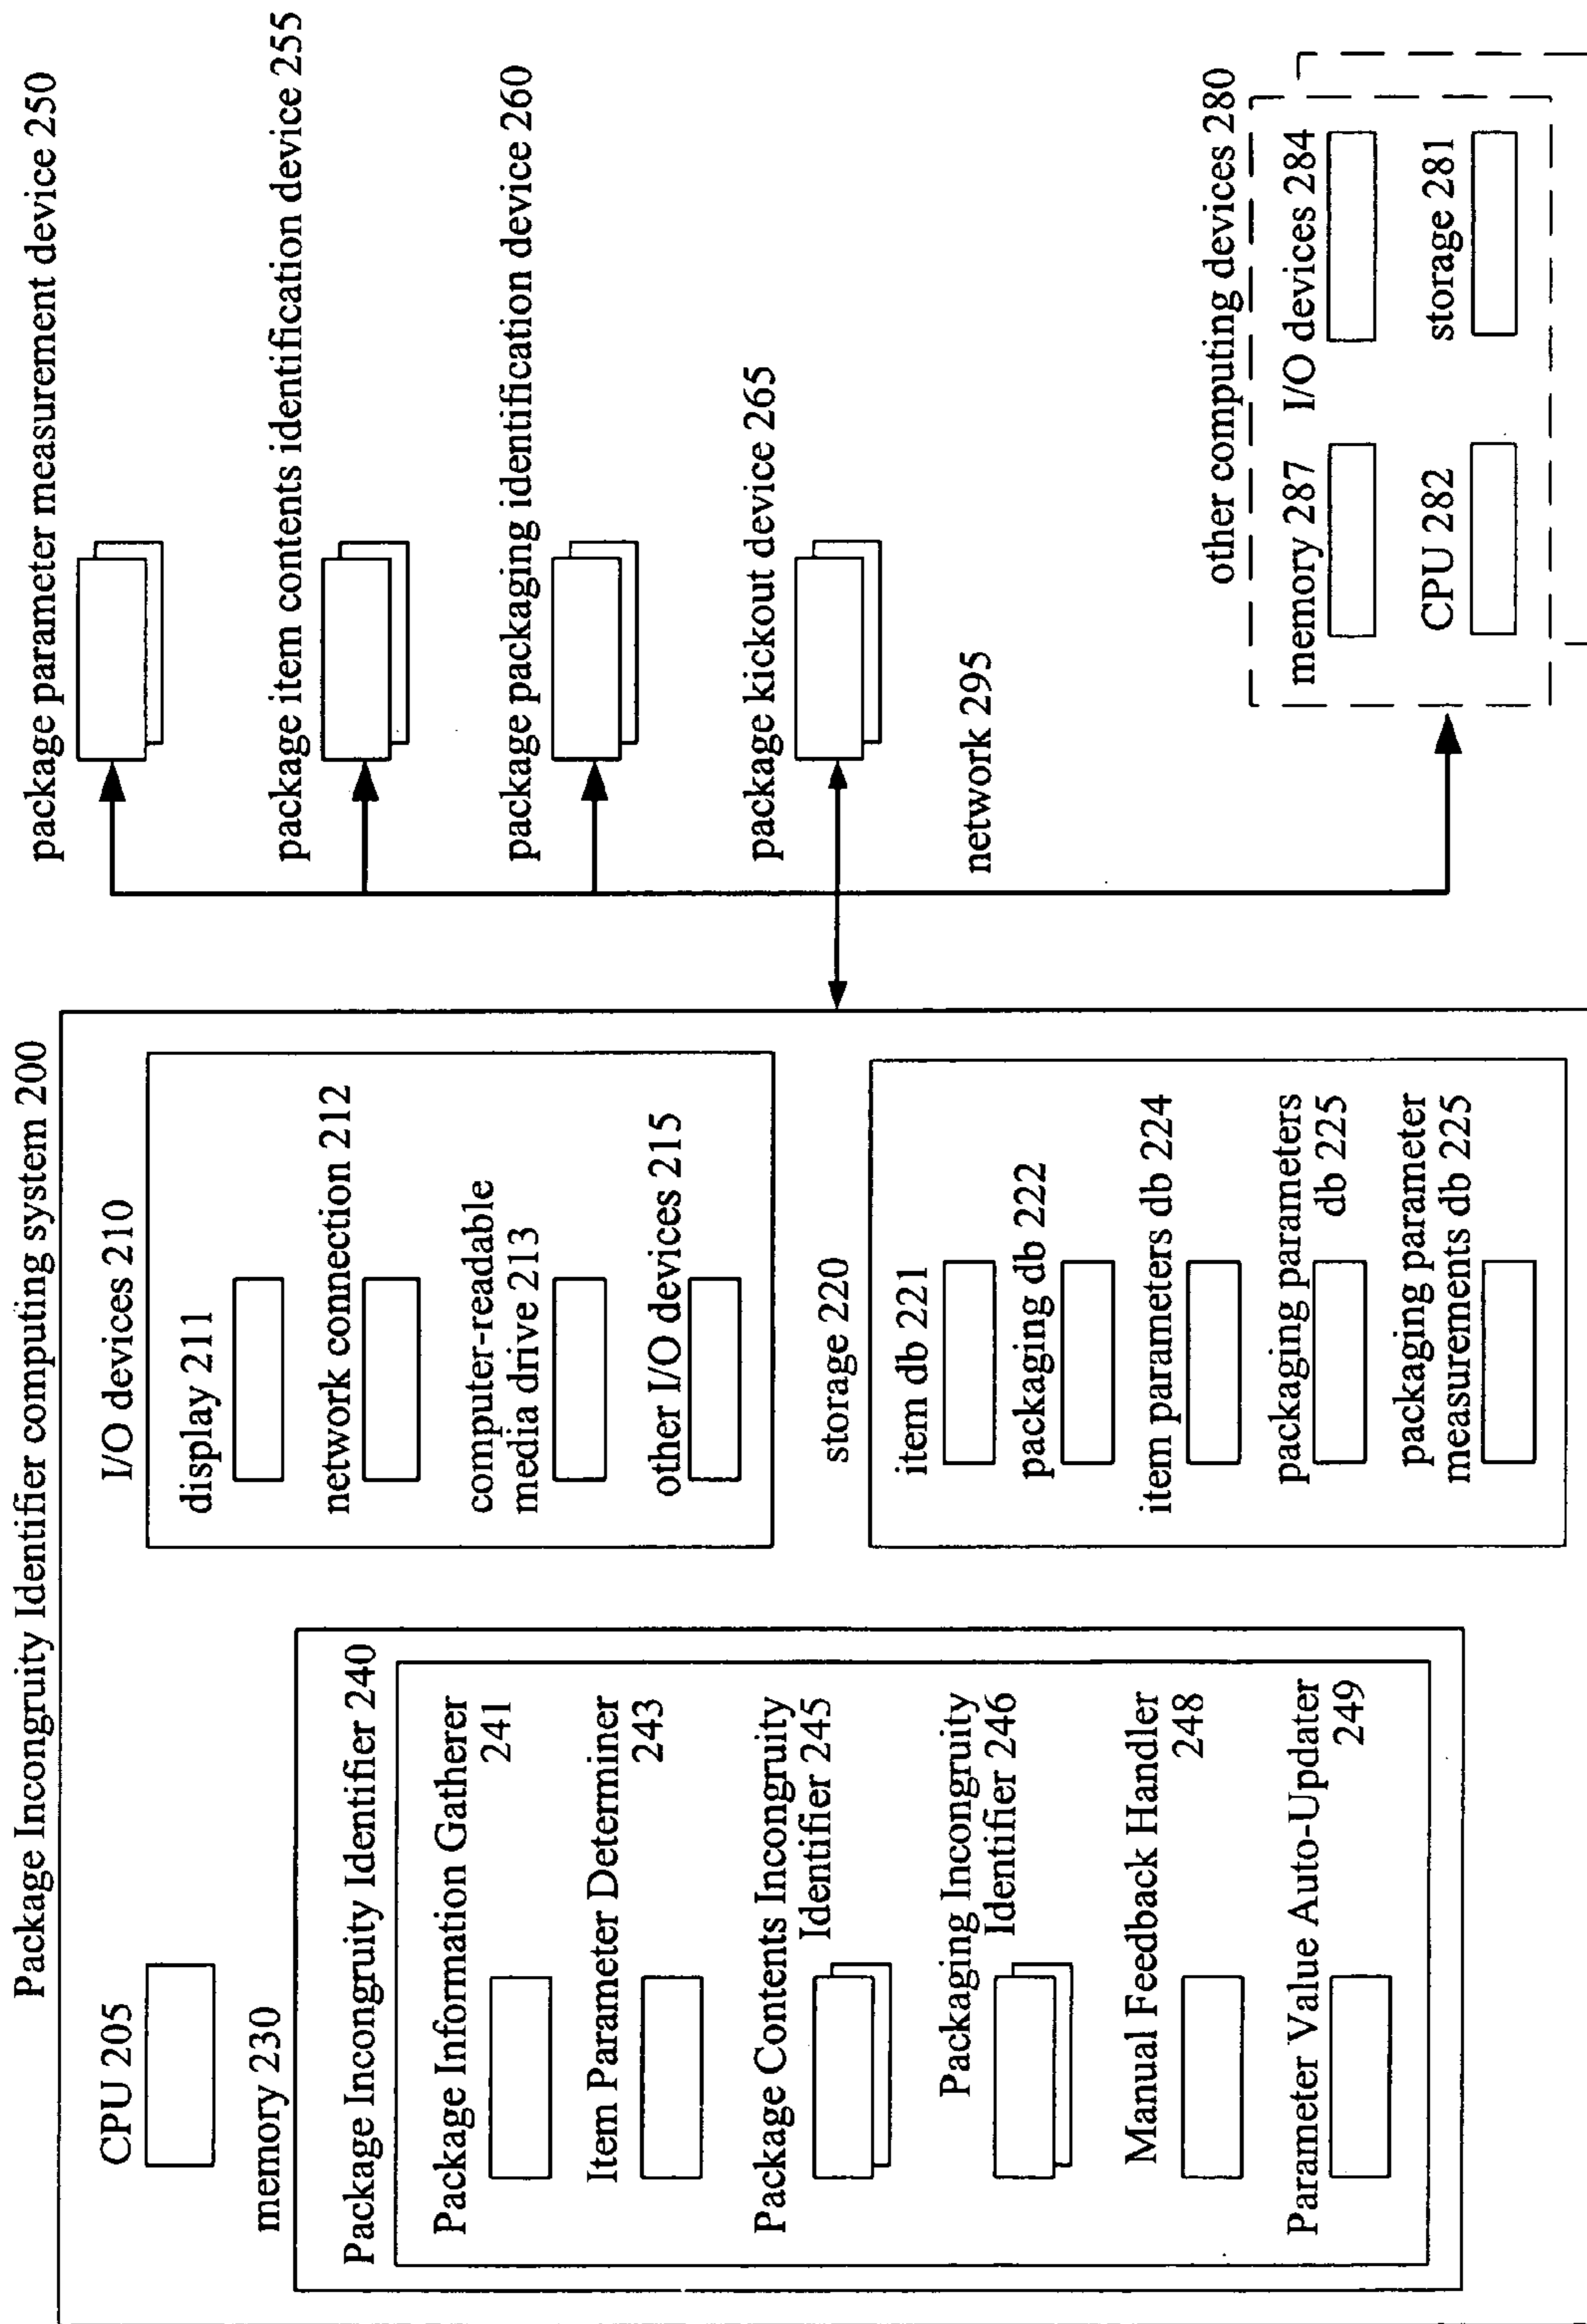 Package Incongruity Identifier computing system 200
CPU 205
memory 230
Package Incongruity Identifier 240
Package Information Gatherer
241
Item Parameter Determiner
243
Package Contents Incongruity
Identifier 245
Packaging Incongruity
Identifier 246
Manual Feedback Handler
248
Parameter Value Auto-Updater
249
I/O devices 210
display 211
network connection 212
computer-readable
media drive 213
other I/O devices 215
storage 220
item db 221
packaging db 222
item parameters db 224
packaging parameters
db 225
packaging parameter
measurements db 225
package parameter measurement device 250
package item contents identification device 255
package packaging identification device 260
package kickout device 265
network 295
other computing devices 280
memory 287
I/O devices 284
CPU 282
storage 281